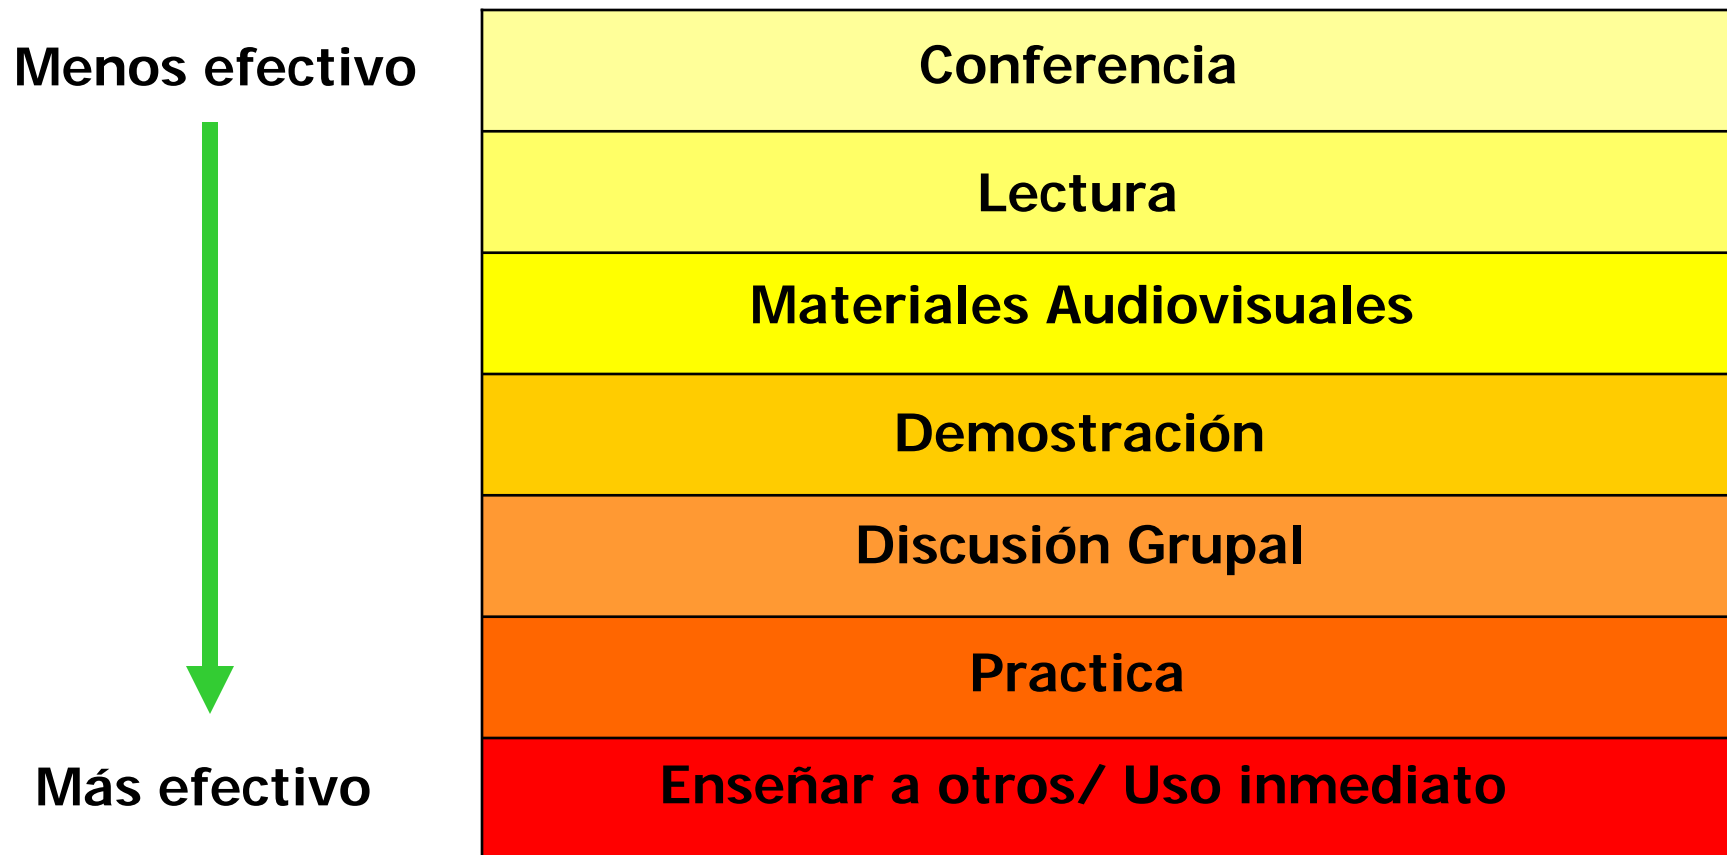 Menos efectivo
Conferencia
Lectura
Materiales Audiovisuales
Demostración
Discusión Grupal
Practica
Más efectivo
Enseñar a otros/ Uso inmediato